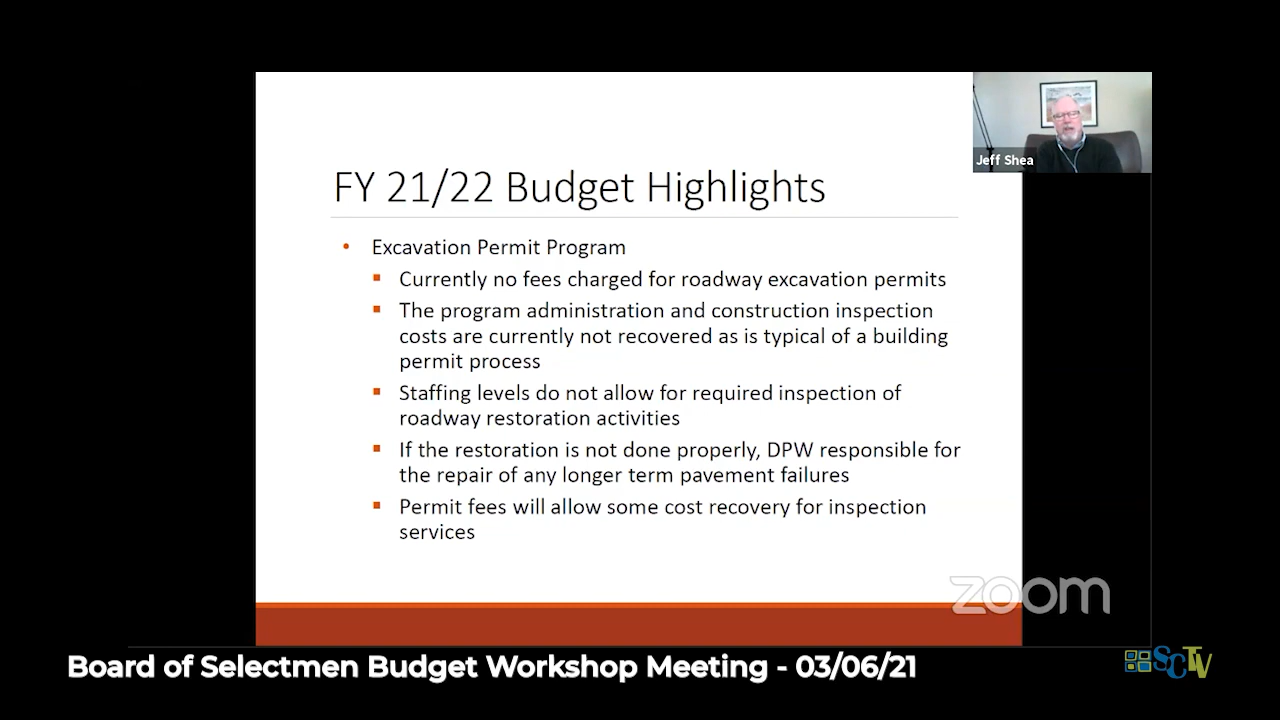 Jeff Shea
FY 21/22 Budget Highlights
• Excavation Permit Program
▪ Currently no fees charged for roadway excavation permits
▪ The program administration and construction inspection
costs are currently not recovered as is typical of a building
permit process
▪ Staffing levels do not allow for required inspection of
roadway restoration activities
▪ If the restoration is not done properly, DPW responsible for
the repair of any longer term pavement failures
▪ Permit fees will allow some cost recovery for inspection
services
zoom
Board of Selectmen Budget Workshop Meeting - 03/06/21
SCTV